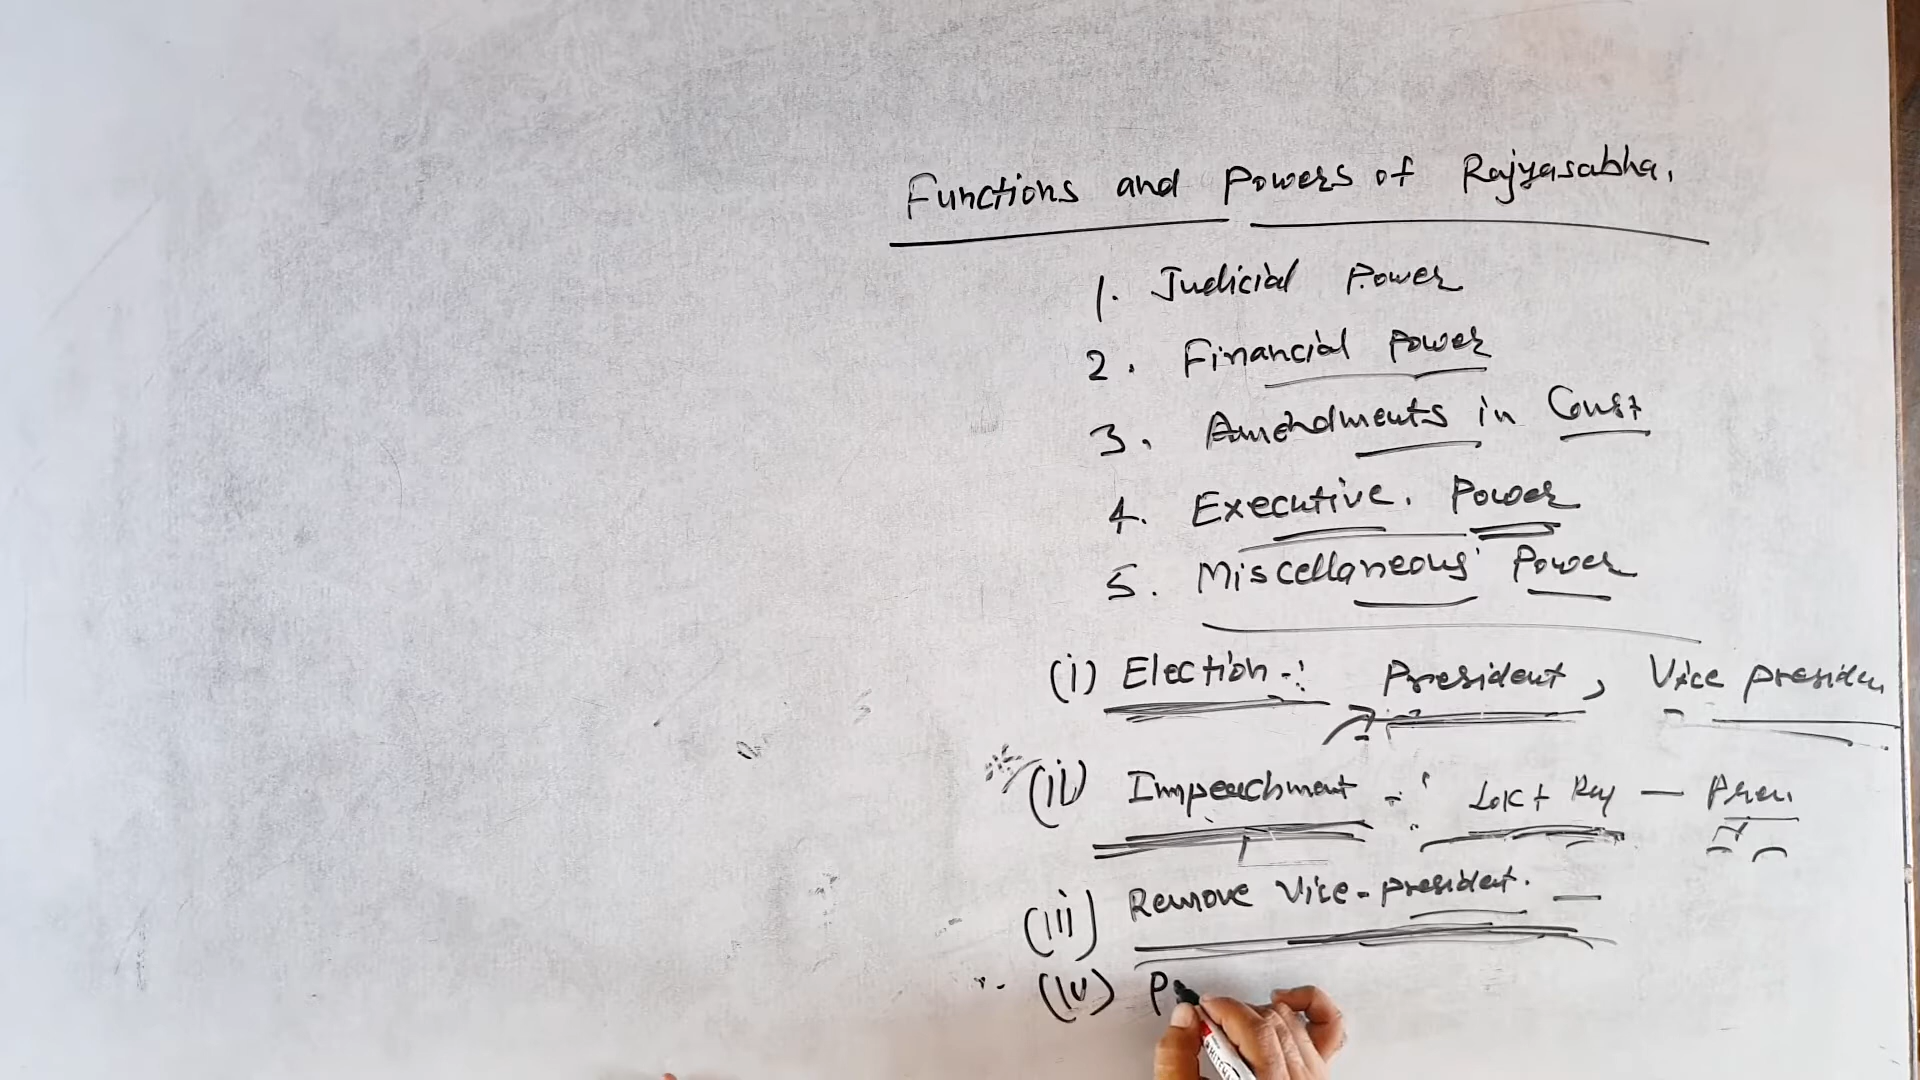 Functions and Powers of Rajyasabha.
1. Judicial Power
2. Financial Power
3. Amendments in Const
4. Executive. Power
5. Miscellaneous Power
(i) Election -: President, Vice presiden
(ii) Impeachment -: Lok + Raj — Pren.
(iii) Remove Vice-president. —
(iv) P